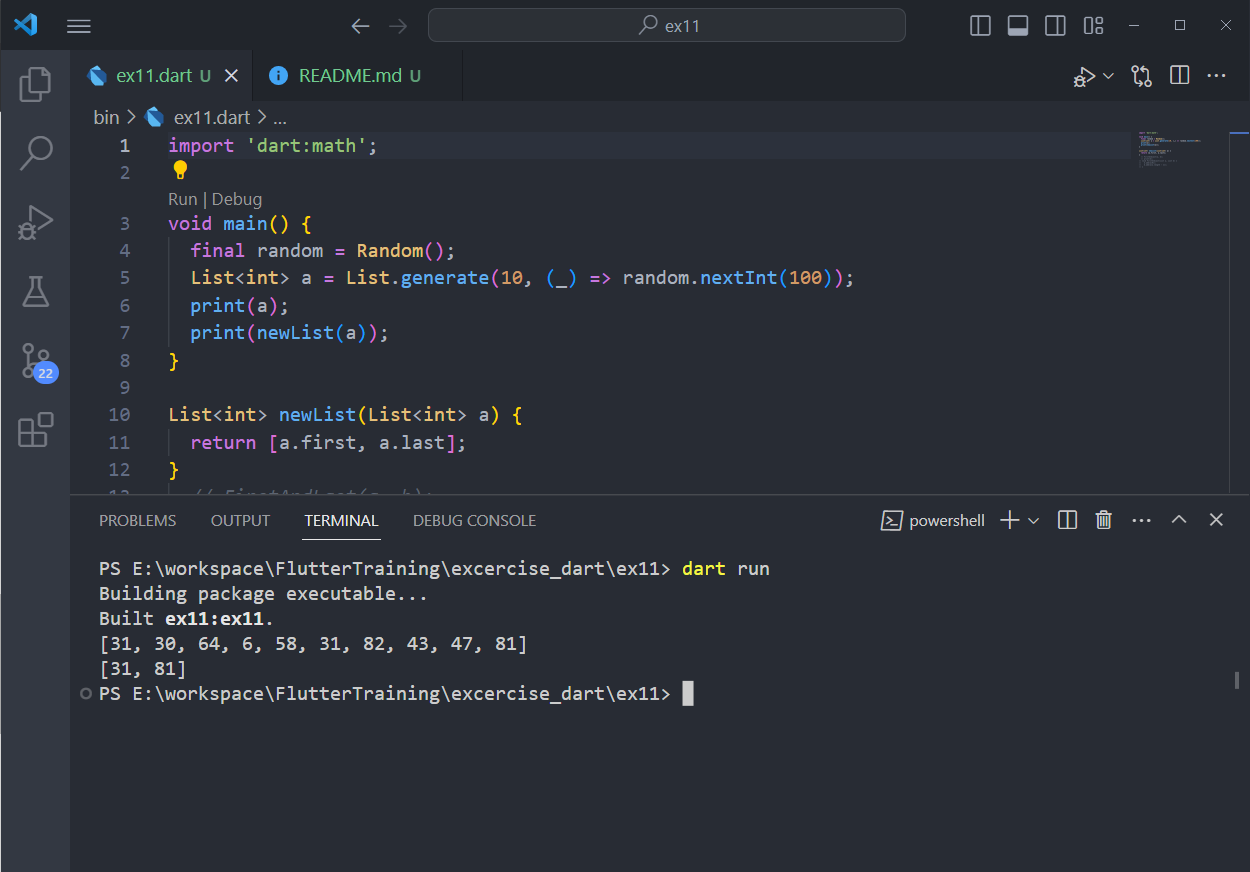 ex11
ex11.dart U README.md U
bin > ex11.dart > ...
1 import 'dart:math';
2
Run | Debug
3 void main() {
4 final random = Random();
5 List<int> a = List.generate(10, (_) => random.nextInt(100));
6 print(a);
7 print(newList(a));
8 }
9
10 List<int> newList(List<int> a) {
11 return [a.first, a.last];
12 }
22
PROBLEMS OUTPUT TERMINAL DEBUG CONSOLE powershell
PS E:\workspace\FlutterTraining\excercise_dart\ex11> dart run
Building package executable...
Built ex11:ex11.
[31, 30, 64, 6, 58, 31, 82, 43, 47, 81]
[31, 81]
PS E:\workspace\FlutterTraining\excercise_dart\ex11>